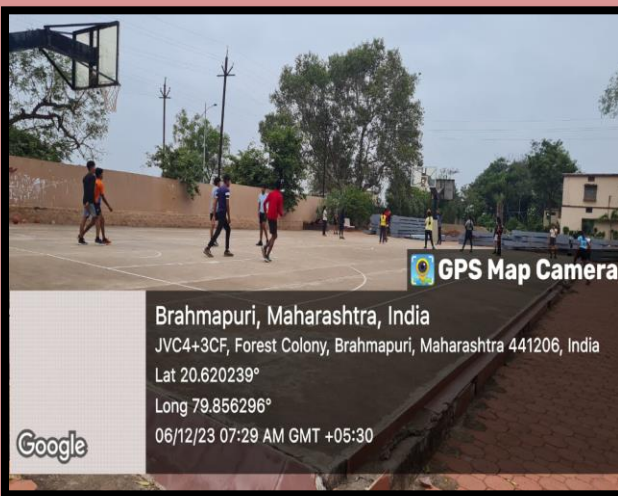 GPS Map Camera
Brahmapuri, Maharashtra, India
JVC4+3CF, Forest Colony, Brahmapuri, Maharashtra 441206, India
Lat 20.620239°
Long 79.856296°
06/12/23 07:29 AM GMT +05:30
Google